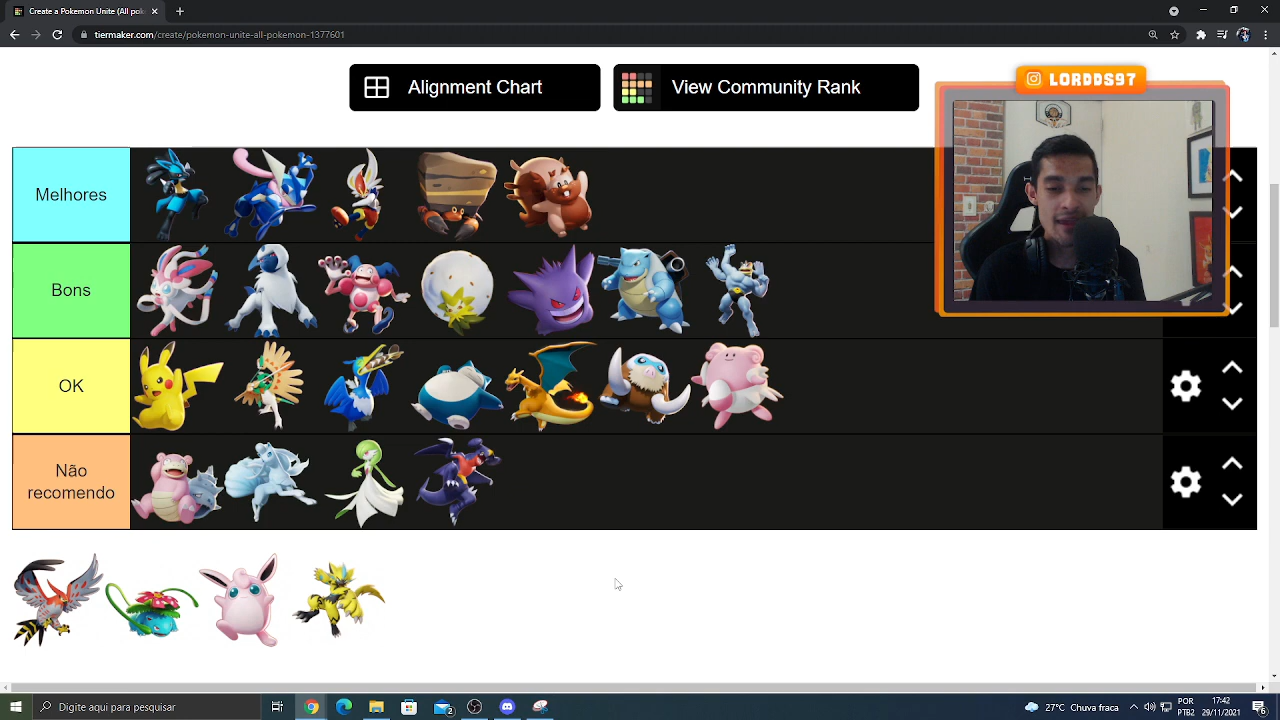 Create a Pokemon Unite (All pok
tiermaker.com/create/pokemon-unite-all-pokemon-1377601
Alignment Chart
View Community Rank
LORDDS97
Melhores
Bons
OK
Não
recomendo
Digite aqui para pesquisar
27°C Chuva fraca
POR
PTB2
17:42
29/11/2021